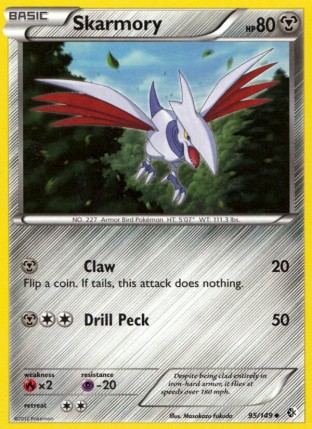 BASIC
Skarmory
HP80
NO. 227 Armor Bird Pokémon. HT: 5'07" WT: 111.3 lbs.
Claw 20
Flip a coin. If tails, this attack does nothing.
Drill Peck 50
weakness
×2
resistance
-20
retreat
Despite being clad entirely in
iron-hard armor, it flies at
speeds over 180 mph.
©2012 Pokémon
Illus. Masakazu Fukuda
95/149